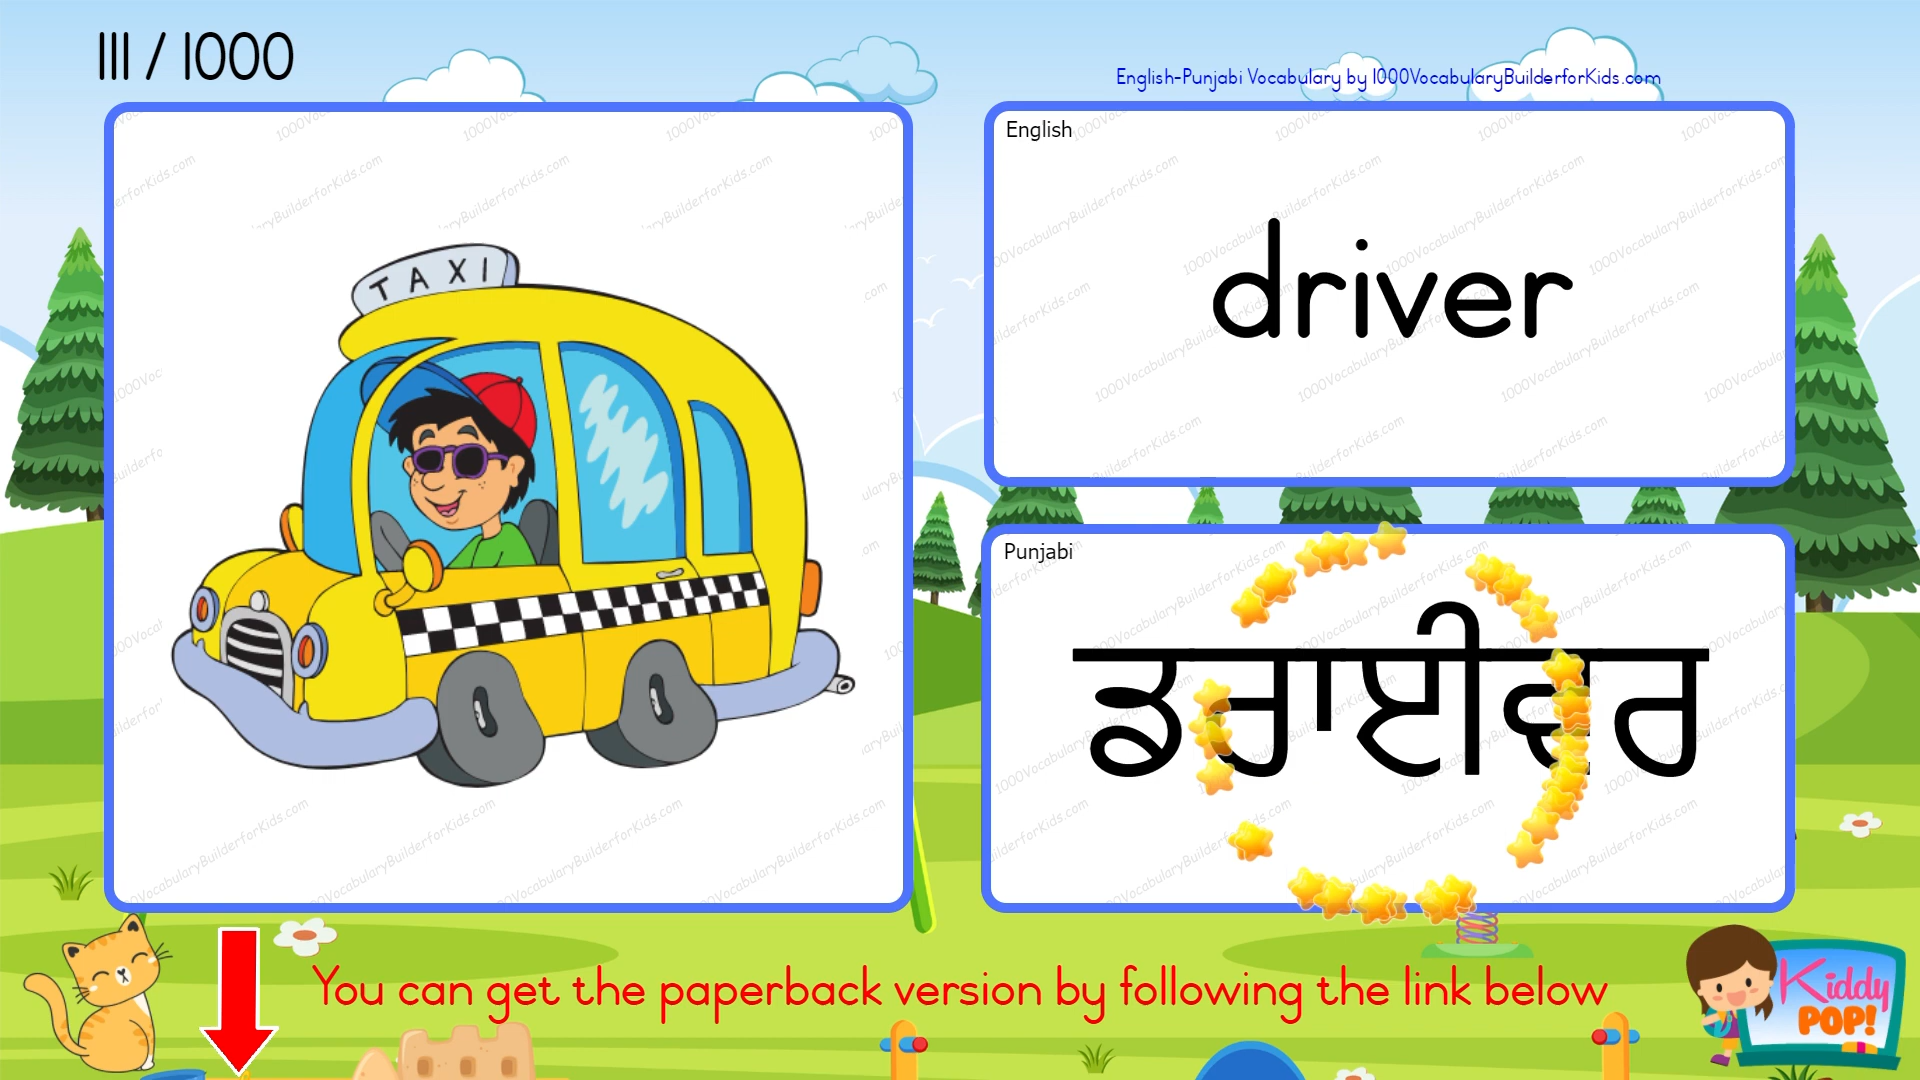 111 / 1000
English-Punjabi Vocabulary by 1000VocabularyBuilderforKids.com
TAXI
English
driver
Punjabi
ਡਰਾਈਵਰ
You can get the paperback version by following the link below
Kiddy
POP!